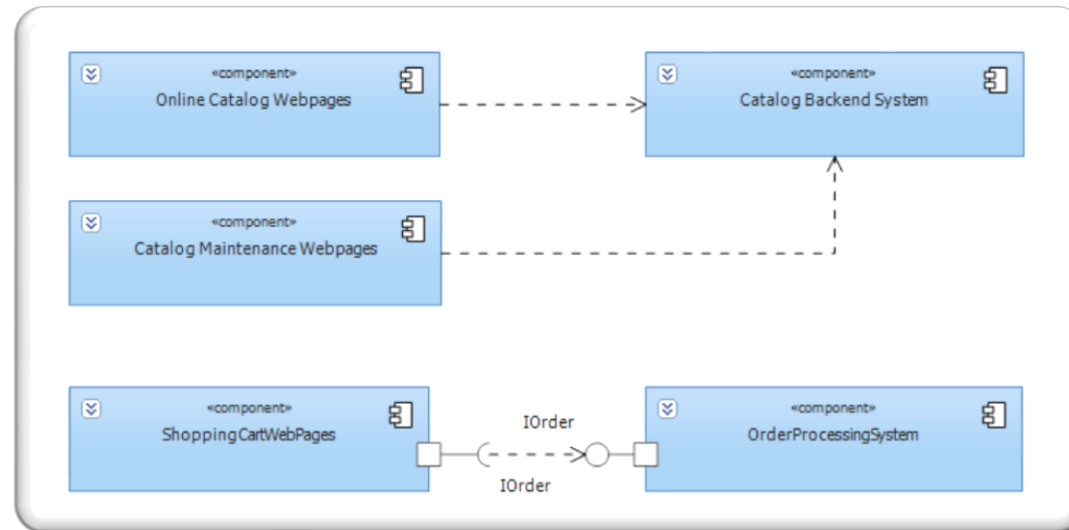 «component»
Online Catalog Webpages
«component»
Catalog Backend System
«component»
Catalog Maintenance Webpages
«component»
ShoppingCartWebPages
IOrder
IOrder
«component»
OrderProcessingSystem